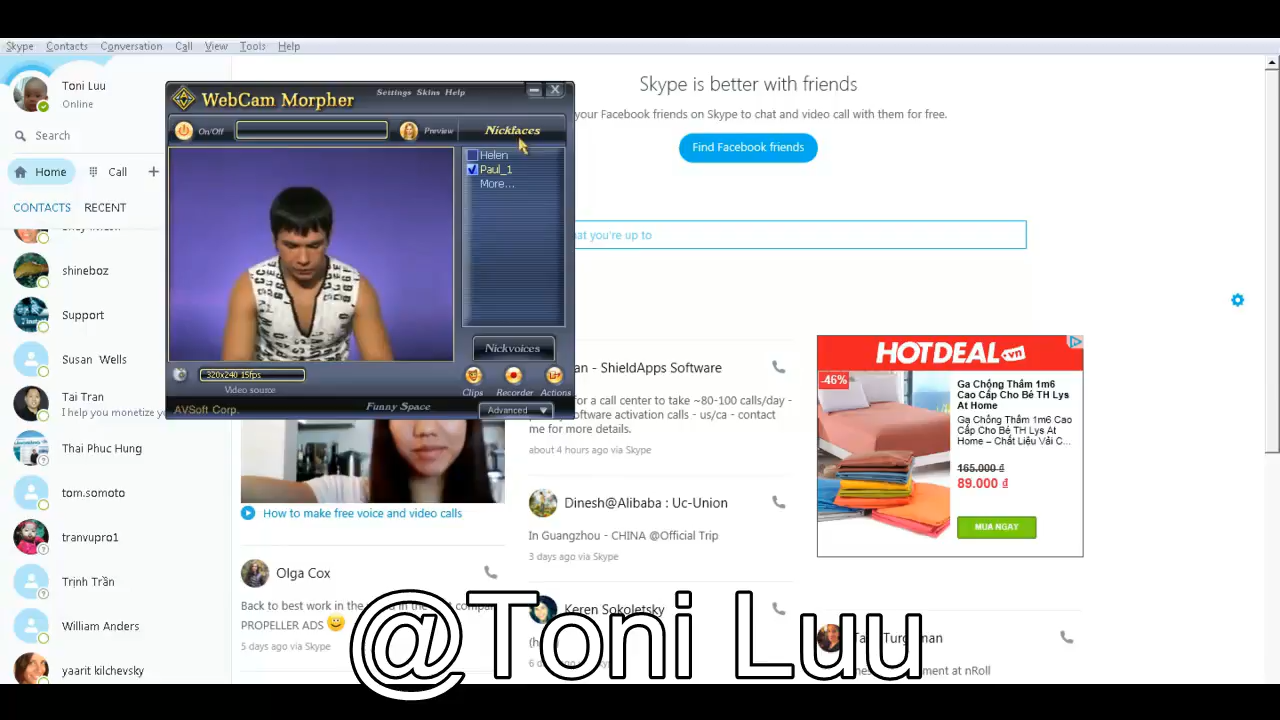 Skype Contacts Conversation Call View Tools Help
Toni Luu
Online
Search
Home
Call
CONTACTS
RECENT
shineboz
Support
Susan Wells
Tai Tran
I help you monetize
Thai Phuc Hung
tom.somoto
tranvupro1
Trịnh Trần
William Anders
yaarit kilchevsky
WebCam Morpher
Settings Skins Help
On/Off
Preview
Nickfaces
Helen
Paul_1
More...
Nickvoices
320x240 15fps
Video source
Clips
Recorder
Actions
AVSoft Corp.
Funny Space
Advanced
Skype is better with friends
your Facebook friends on Skype to chat and video call with them for free.
Find Facebook friends
you're up to
How to make free voice and video calls
Olga Cox
Back to best work in the
PROPELLER ADS
5 days ago via Skype
- ShieldApps Software
for a call center to take ~80-100 calls/day -
software activation calls - us/ca - contact
me for more details.
about 4 hours ago via Skype
Dinesh@Alibaba : Uc-Union
In Guangzhou - CHINA @Official Trip
3 days ago via Skype
Keren Sokoletsky
via Skype
HOTDEAL.vn
-46%
Ga Chống Thấm 1m6
Cao Cấp Cho Bé TH Lys
At Home
Ga Chống Thấm 1m6 Cao
Cấp Cho Bé TH Lys At
Home – Chất Liệu Vải C...
165.000 đ
89.000 đ
MUA NGAY
at nRoll
@Toni Luu